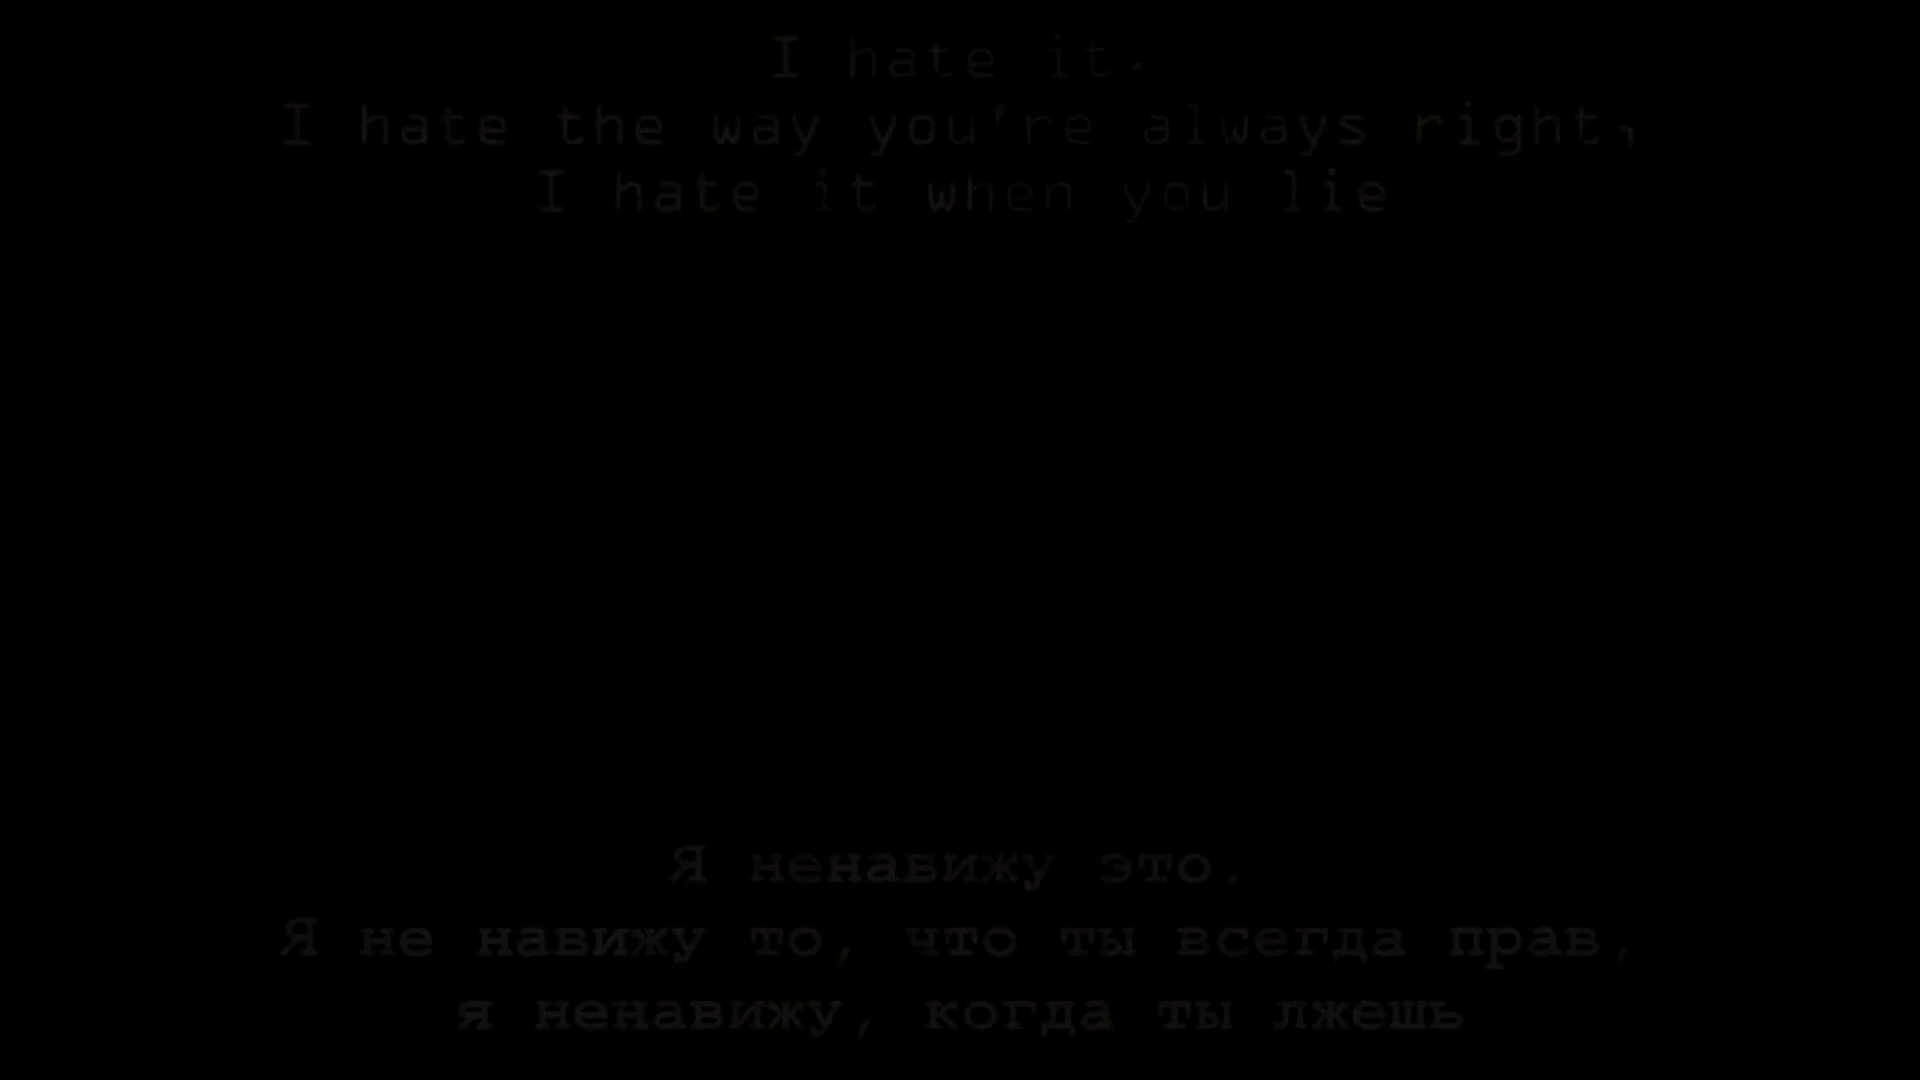 I hate it.
I hate the way you're always right,
I hate it when you lie
Я ненавижу это.
Я не навижу то, что ты всегда прав,
я ненавижу, когда ты лжешь